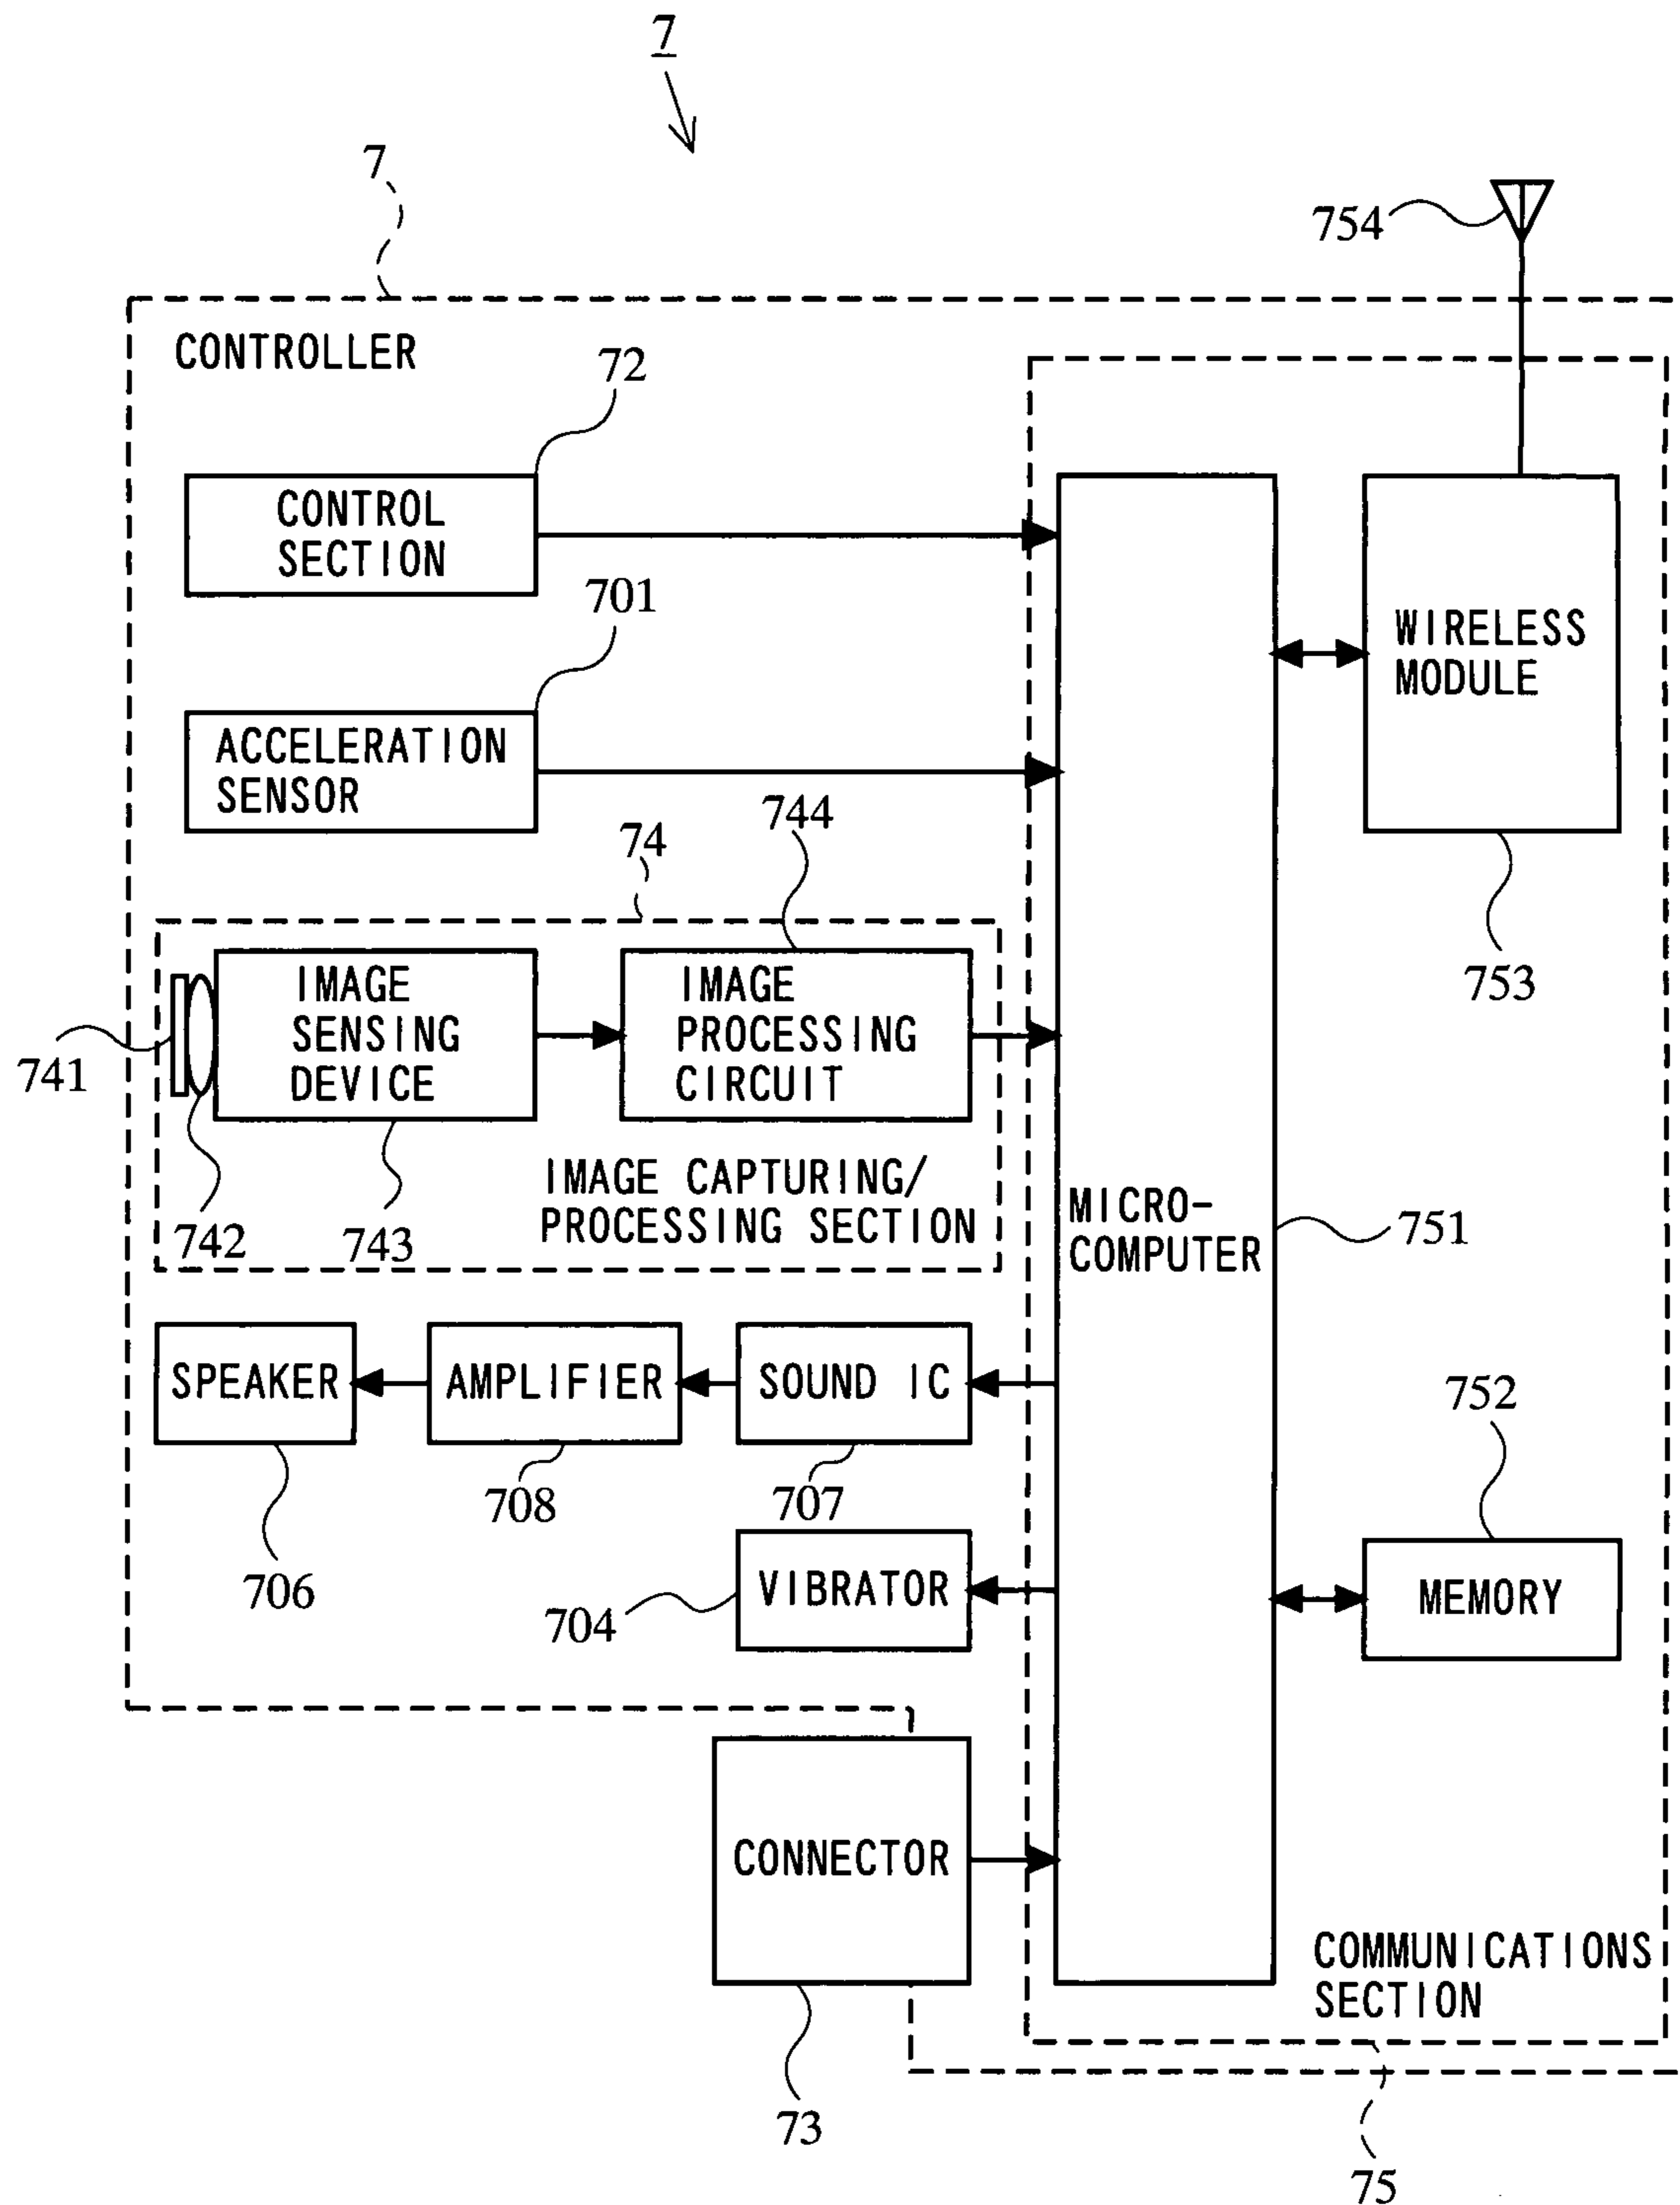 7
7
754
CONTROLLER
72
CONTROL
SECTION
701
WIRELESS
MODULE
ACCELERATION
SENSOR
744
74
753
IMAGE
SENSING
DEVICE
IMAGE
PROCESSING
CIRCUIT
741
742
743
IMAGE CAPTURING/
PROCESSING SECTION
MICRO-
COMPUTER
751
SPEAKER
AMPLIFIER
SOUND IC
752
708
707
706
704
VIBRATOR
MEMORY
CONNECTOR
COMMUNICATIONS
SECTION
73
75